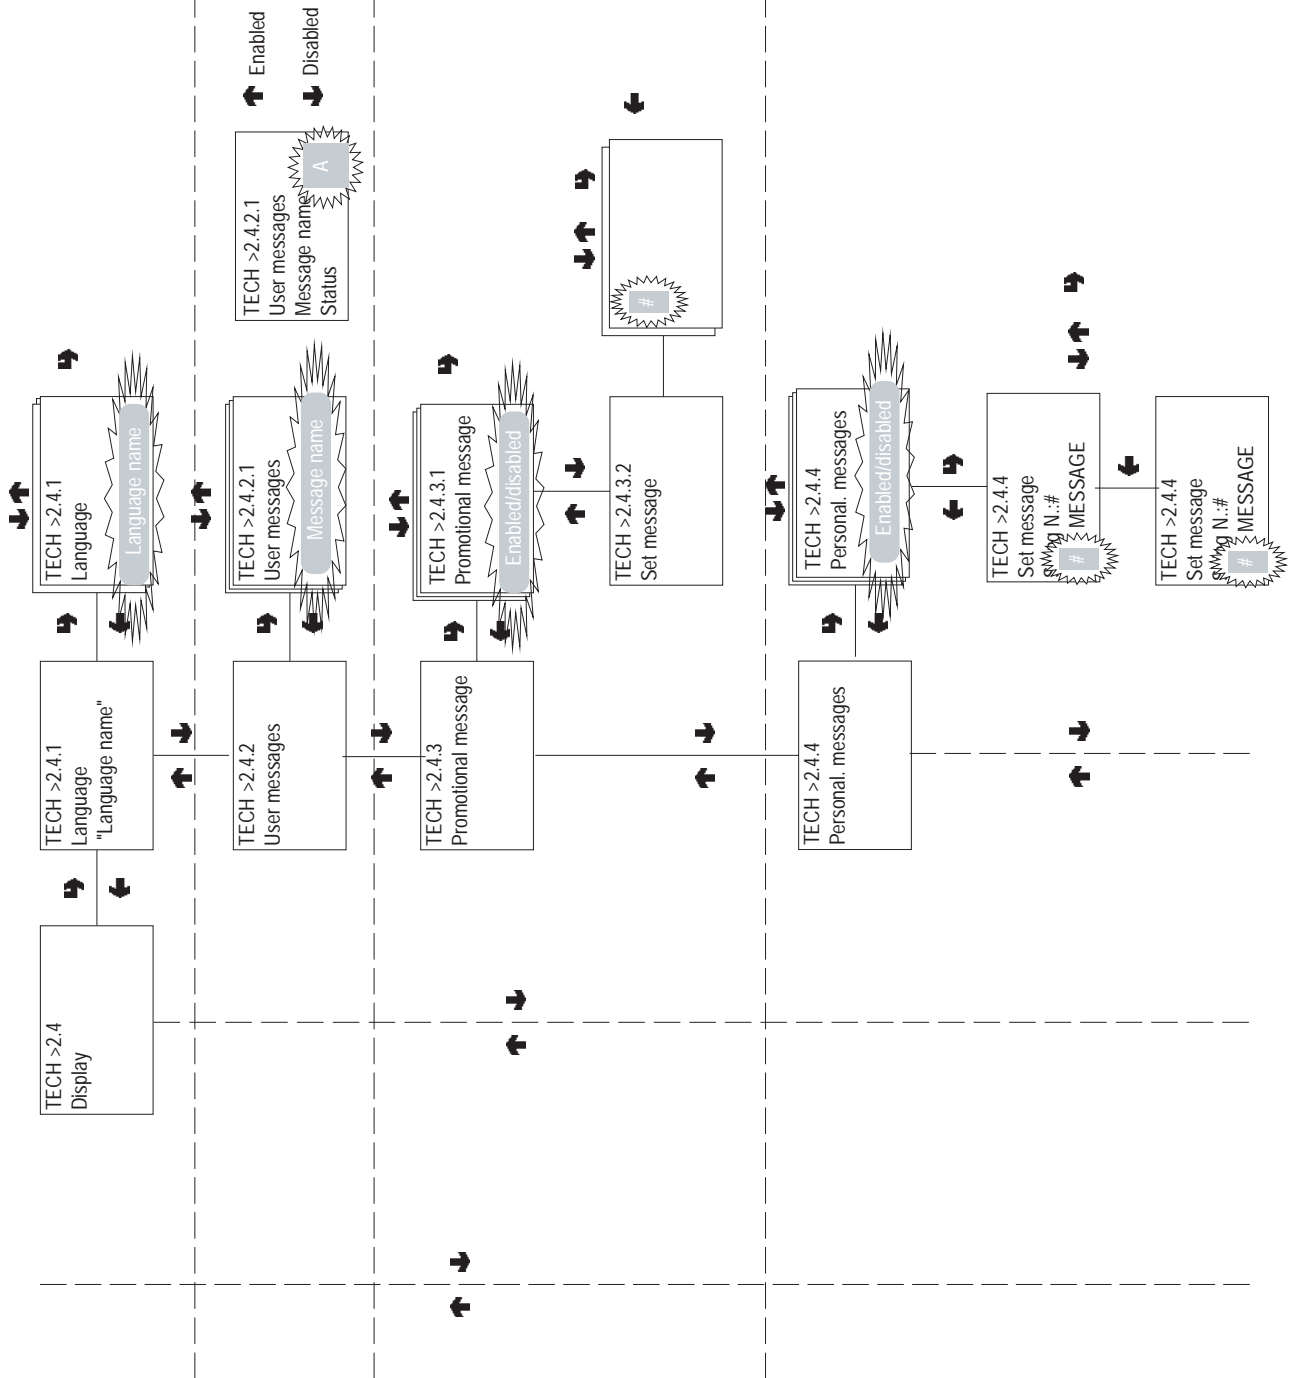 TECH >2.4
Display
TECH >2.4.1
Language
"Language name"
TECH >2.4.1
Language
Language name
TECH >2.4.2
User messages
TECH >2.4.2.1
User messages
Message name
TECH >2.4.2.1
User messages
Message name
Status
A
Enabled
Disabled
TECH >2.4.3
Promotional message
TECH >2.4.3.1
Promotional message
Enabled/disabled
TECH >2.4.3.2
Set message
#
TECH >2.4.4
Personal. messages
TECH >2.4.4
Personal. messages
Enabled/disabled
TECH >2.4.4
Set message
N.:#
# MESSAGE
TECH >2.4.4
Set message
N.:#
# MESSAGE